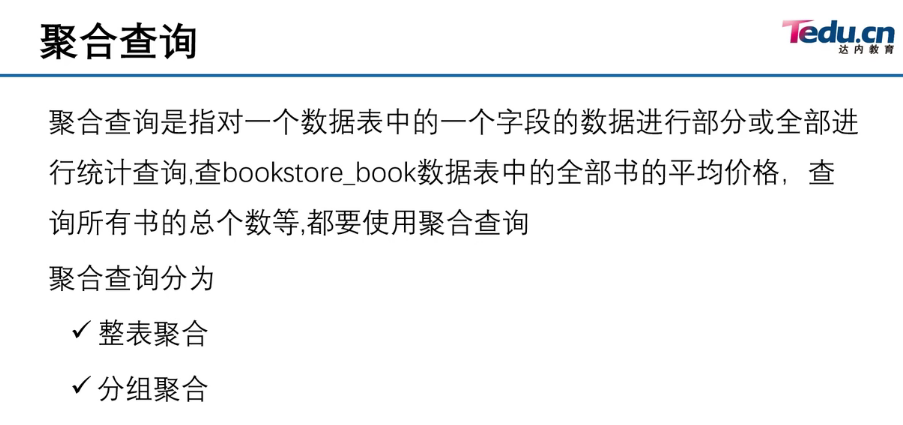 聚合查询
Tedu.cn
达内教育
聚合查询是指对一个数据表中的一个字段的数据进行部分或全部进
行统计查询,查bookstore_book数据表中的全部书的平均价格，查
询所有书的总个数等,都要使用聚合查询
聚合查询分为
✓ 整表聚合
✓ 分组聚合